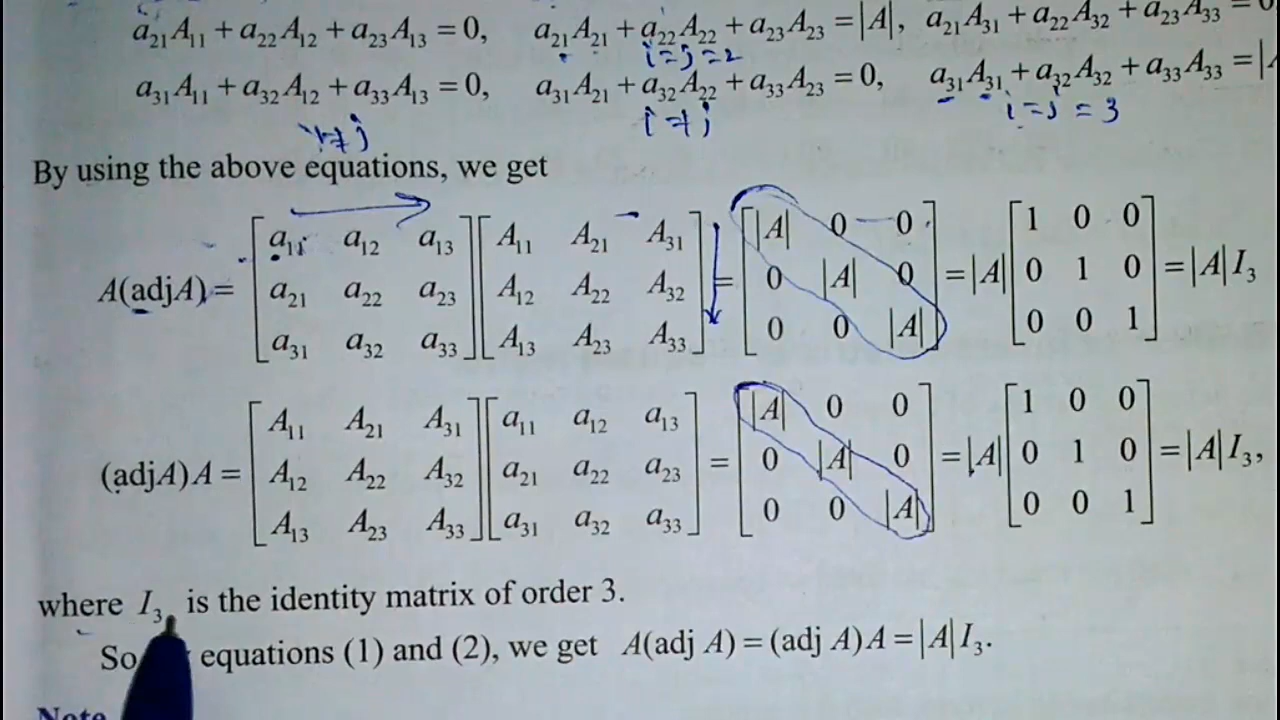 a₂₁A₁₁ + a₂₂A₁₂ + a₂₃A₁₃ = 0, a₂₁A₂₁ + a₂₂A₂₂ + a₂₃A₂₃ = |A|, a₂₁A₃₁ + a₂₂A₃₂ + a₂₃A₃₃ = 0
i = j = 2
a₃₁A₁₁ + a₃₂A₁₂ + a₃₃A₁₃ = 0, a₃₁A₂₁ + a₃₂A₂₂ + a₃₃A₂₃ = 0, a₃₁A₃₁ + a₃₂A₃₂ + a₃₃A₃₃ = |A
i ≠ j i ≠ j i = j = 3
By using the above equations, we get
[a₁₁ a₁₂ a₁₃] [A₁₁ A₂₁ A₃₁] [|A| 0 0] [1 0 0]
A(adjA) = [a₂₁ a₂₂ a₂₃] [A₁₂ A₂₂ A₃₂] = [0 |A| 0] = |A| [0 1 0] = |A| I₃
[a₃₁ a₃₂ a₃₃] [A₁₃ A₂₃ A₃₃] [0 0 |A|] [0 0 1]
[A₁₁ A₂₁ A₃₁] [a₁₁ a₁₂ a₁₃] [|A| 0 0] [1 0 0]
(adjA)A = [A₁₂ A₂₂ A₃₂] [a₂₁ a₂₂ a₂₃] = [0 |A| 0] = |A| [0 1 0] = |A| I₃,
[A₁₃ A₂₃ A₃₃] [a₃₁ a₃₂ a₃₃] [0 0 |A|] [0 0 1]
where I₃ is the identity matrix of order 3.
So equations (1) and (2), we get A(adj A) = (adj A)A = |A| I₃.
Note